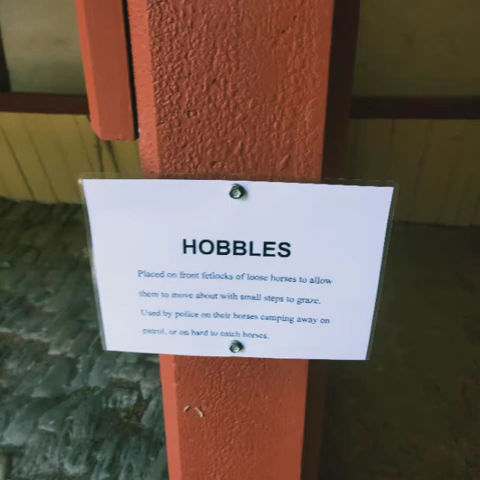 HOBBLES
Placed on front fetlocks of loose horses to allow
them to move about with small steps to graze.
Used by police on their horses camping away on
patrol, or on hard to catch horses.